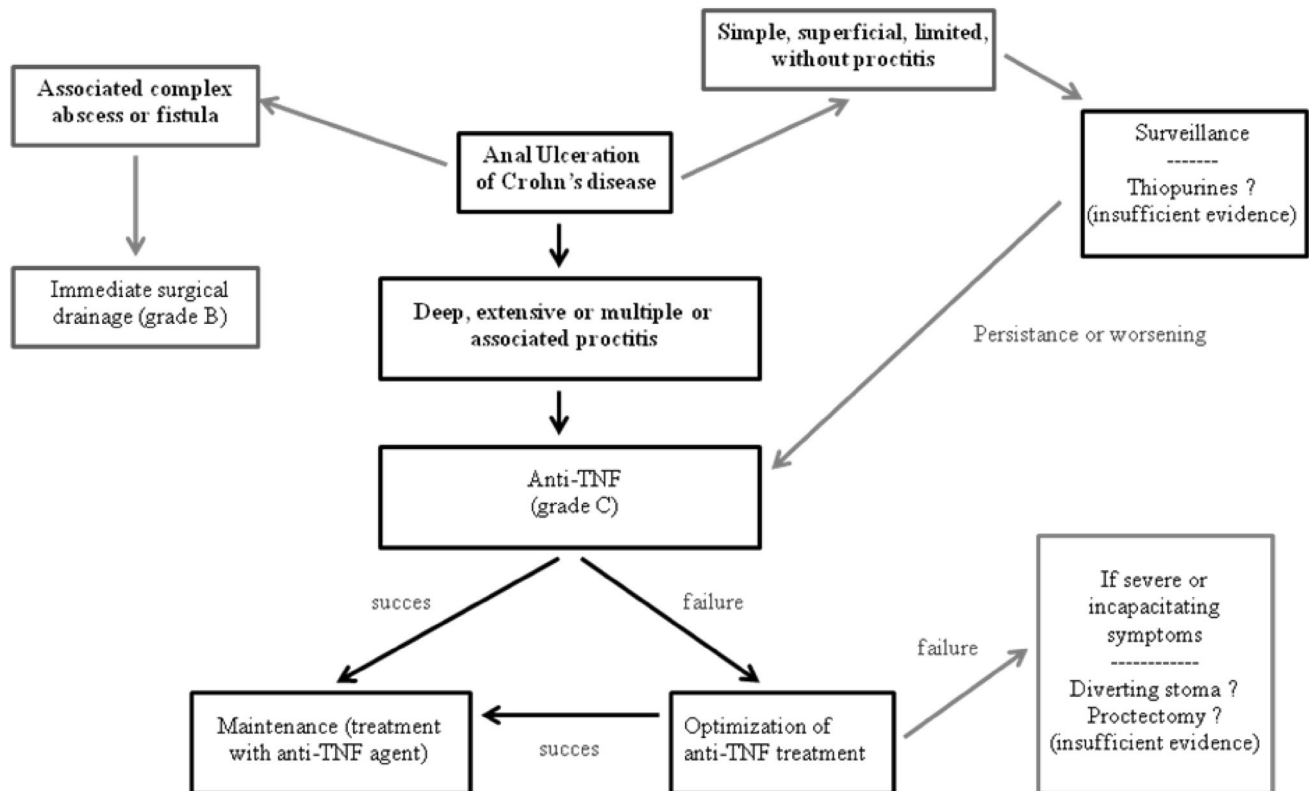 Simple, superficial, limited,
without proctitis
Associated complex
abscess or fistula
Anal Ulceration
of Crohn's disease
Surveillance
-------
Thiopurines ?
(insufficient evidence)
Immediate surgical
drainage (grade B)
Deep, extensive or multiple or
associated proctitis
Persistance or worsening
Anti-TNF
(grade C)
succes
failure
If severe or
incapacitating
symptoms
------------
Diverting stoma ?
Proctectomy ?
(insufficient evidence)
failure
Maintenance (treatment
with anti-TNF agent)
succes
Optimization of
anti-TNF treatment